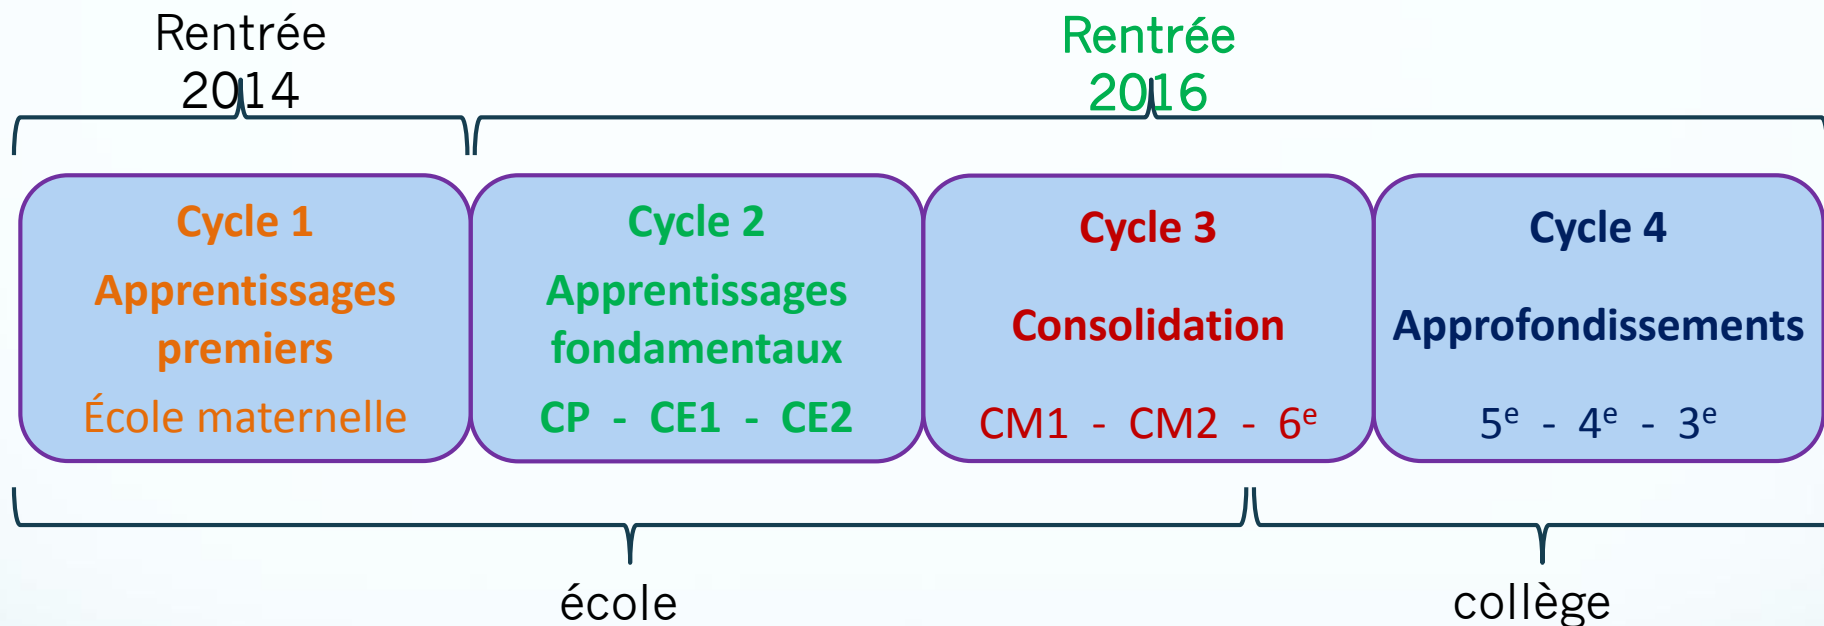 Rentrée
2014
Rentrée
2016
Cycle 1
Apprentissages
premiers
École maternelle
Cycle 2
Apprentissages
fondamentaux
CP - CE1 - CE2
Cycle 3
Consolidation
CM1 - CM2 - 6e
Cycle 4
Approfondissements
5e - 4e - 3e
école
collège